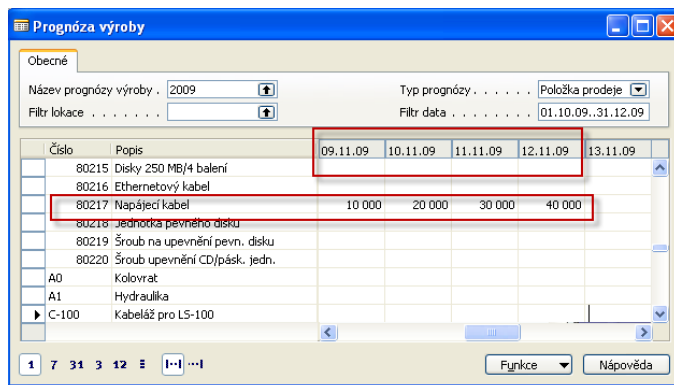 Prognóza výroby
Obecné
Název prognózy výroby . 2009 Typ prognózy . . . . . . Položka prodeje
Filtr lokace . . . . . . . Filtr data . . . . . . . . 01.10.09..31.12.09
Číslo Popis 09.11.09 10.11.09 11.11.09 12.11.09 13.11.09
80215 Disky 250 MB/4 balení
80216 Ethernetový kabel
80217 Napájecí kabel 10 000 20 000 30 000 40 000
80218 Jednotka pevného disku
80219 Šroub na upevnění pevn. disku
80220 Šroub upevnění CD/pásk. jedn.
A0 Kolovrat
A1 Hydraulika
C-100 Kabeláž pro LS-100
1 7 31 3 12 Funkce Nápověda